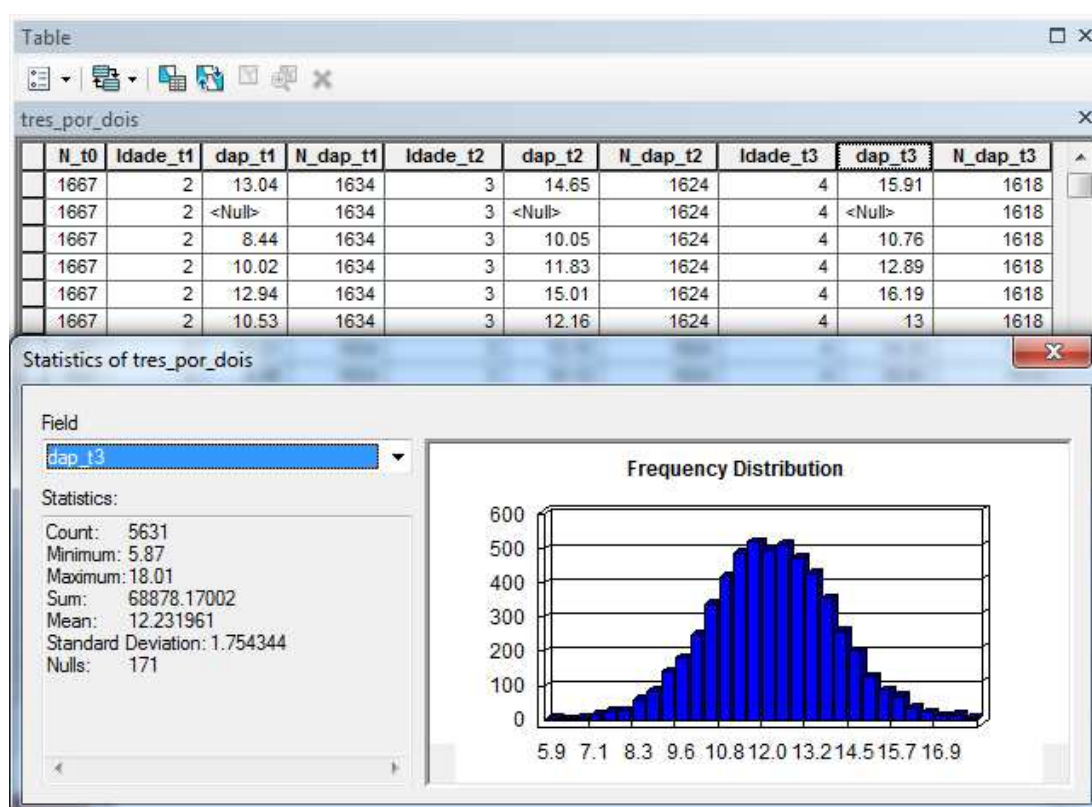 Table
tres_por_dois
N_t0 Idade_t1 dap_t1 N_dap_t1 Idade_t2 dap_t2 N_dap_t2 Idade_t3 dap_t3 N_dap_t3
1667 2 13.04 1634 3 14.65 1624 4 15.91 1618
1667 2 <Null> 1634 3 <Null> 1624 4 <Null> 1618
1667 2 8.44 1634 3 10.05 1624 4 10.76 1618
1667 2 10.02 1634 3 11.83 1624 4 12.89 1618
1667 2 12.94 1634 3 15.01 1624 4 16.19 1618
1667 2 10.53 1634 3 12.16 1624 4 13 1618
Statistics of tres_por_dois
Field
dap_t3
Statistics:
Count: 5631
Minimum: 5.87
Maximum: 18.01
Sum: 68878.17002
Mean: 12.231961
Standard Deviation: 1.754344
Nulls: 171
Frequency Distribution
600
500
400
300
200
100
0
5.9 7.1 8.3 9.6 10.8 12.0 13.2 14.5 15.7 16.9